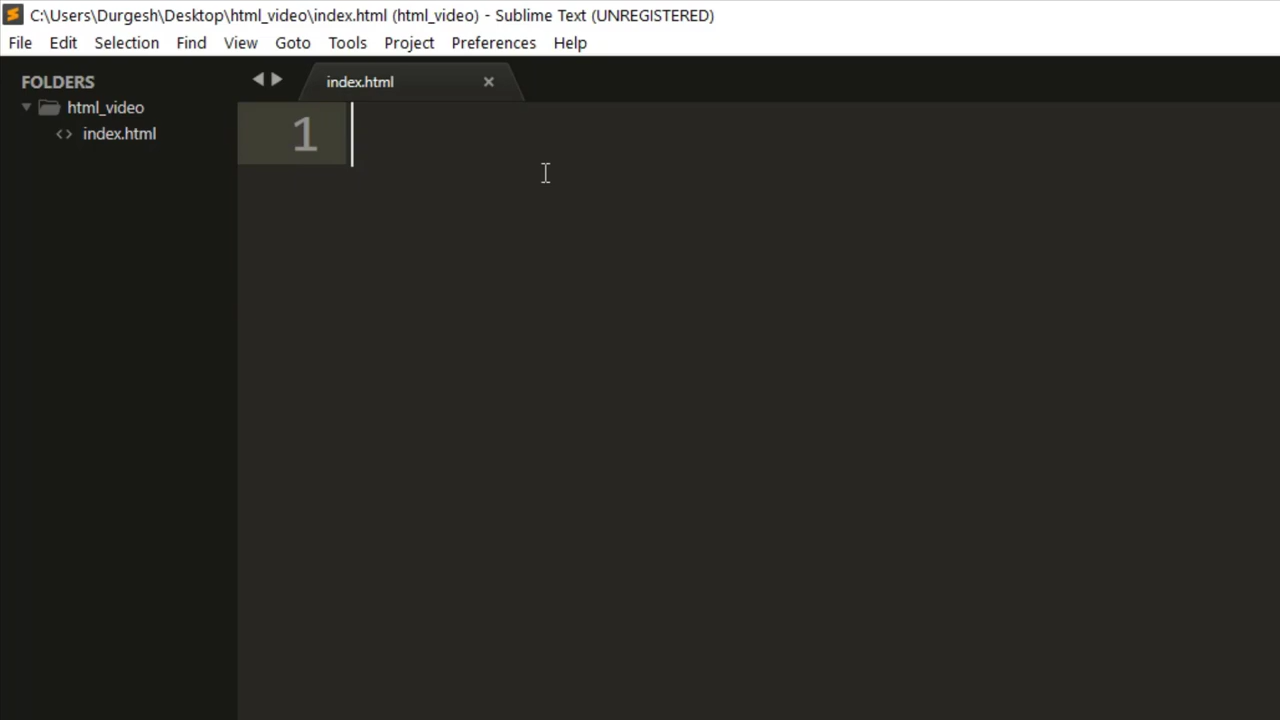 C:\Users\Durgesh\Desktop\html_video\index.html (html_video) - Sublime Text (UNREGISTERED)
File Edit Selection Find View Goto Tools Project Preferences Help
FOLDERS
html_video
index.html
index.html
1